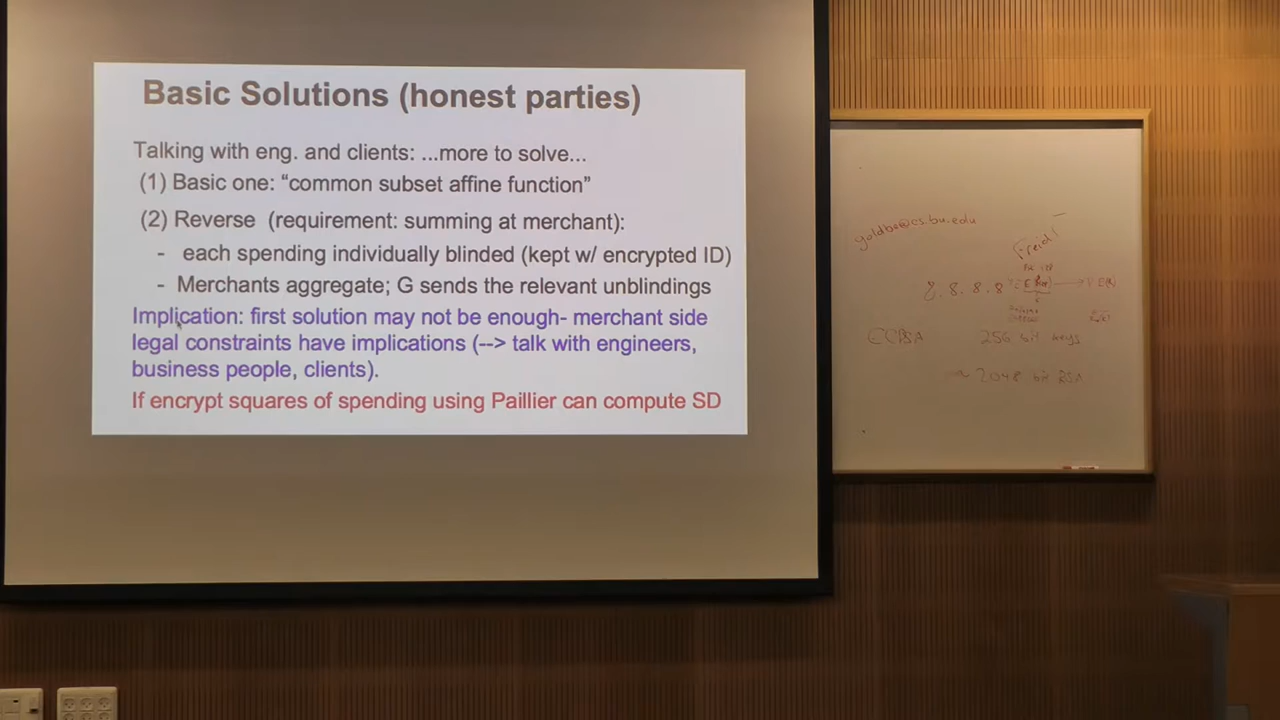 Basic Solutions (honest parties)
Talking with eng. and clients: ...more to solve...
(1) Basic one: “common subset affine function”
(2) Reverse (requirement: summing at merchant):
- each spending individually blinded (kept w/ encrypted ID)
- Merchants aggregate; G sends the relevant unblindings
Implication: first solution may not be enough- merchant side
legal constraints have implications (--> talk with engineers,
business people, clients).
If encrypt squares of spending using Paillier can compute SD
goldbe@cs.bu.edu
8.8.8.8
256 bit keys
~ 2048 bit RSA